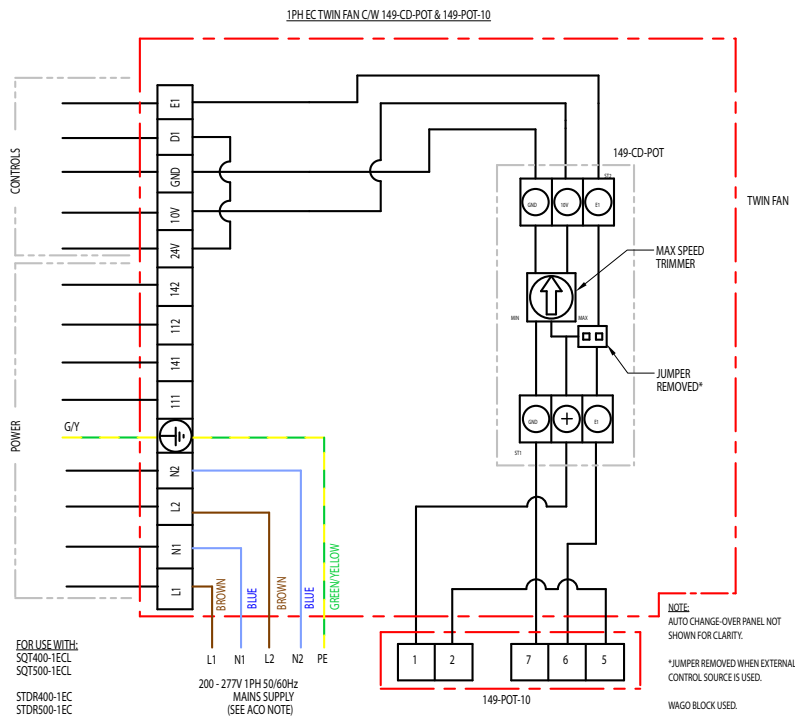 1PH EC TWIN FAN C/W 149-CD-POT & 149-POT-10
CONTROLS
POWER
E1
D1
GND
10V
24V
142
112
141
111
G/Y
N2
L2
N1
L1
BROWN
BLUE
BROWN
BLUE
GREEN/YELLOW
L1
N1
L2
N2
PE
200 - 277V 1PH 50/60Hz
MAINS SUPPLY
(SEE ACO NOTE)
149-CD-POT
ST2
GND
10V
E1
MAX SPEED
TRIMMER
MIN
MAX
JUMPER
REMOVED*
GND
+
E1
ST1
TWIN FAN
1
2
7
6
5
149-POT-10
FOR USE WITH:
SQT400-1ECL
SQT500-1ECL
STDR400-1EC
STDR500-1EC
NOTE:
AUTO CHANGE-OVER PANEL NOT
SHOWN FOR CLARITY.
*JUMPER REMOVED WHEN EXTERNAL
CONTROL SOURCE IS USED.
WAGO BLOCK USED.